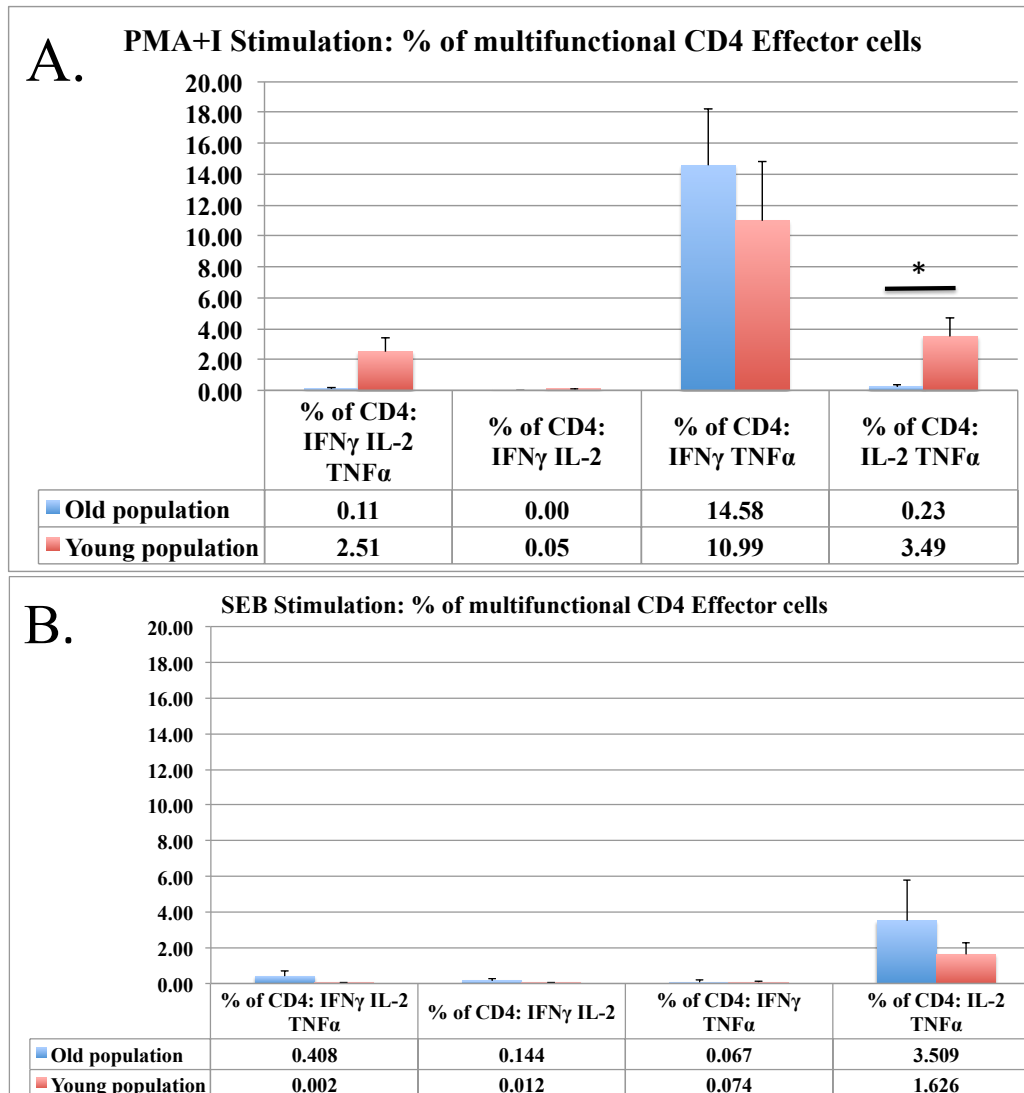 A.
PMA+I Stimulation: % of multifunctional CD4 Effector cells
20.00
18.00
16.00
14.00
12.00
10.00
8.00
6.00
4.00
2.00
0.00
*
% of CD4:
IFNγ IL-2
TNFα
% of CD4:
IFNγ IL-2
% of CD4:
IFNγ TNFα
% of CD4:
IL-2 TNFα
Old population 0.11 0.00 14.58 0.23
Young population 2.51 0.05 10.99 3.49
B.
SEB Stimulation: % of multifunctional CD4 Effector cells
20.00
18.00
16.00
14.00
12.00
10.00
8.00
6.00
4.00
2.00
0.00
% of CD4: IFNγ IL-2
TNFα
% of CD4: IFNγ IL-2
% of CD4: IFNγ
TNFα
% of CD4: IL-2
TNFα
Old population 0.408 0.144 0.067 3.509
Young population 0.002 0.012 0.074 1.626